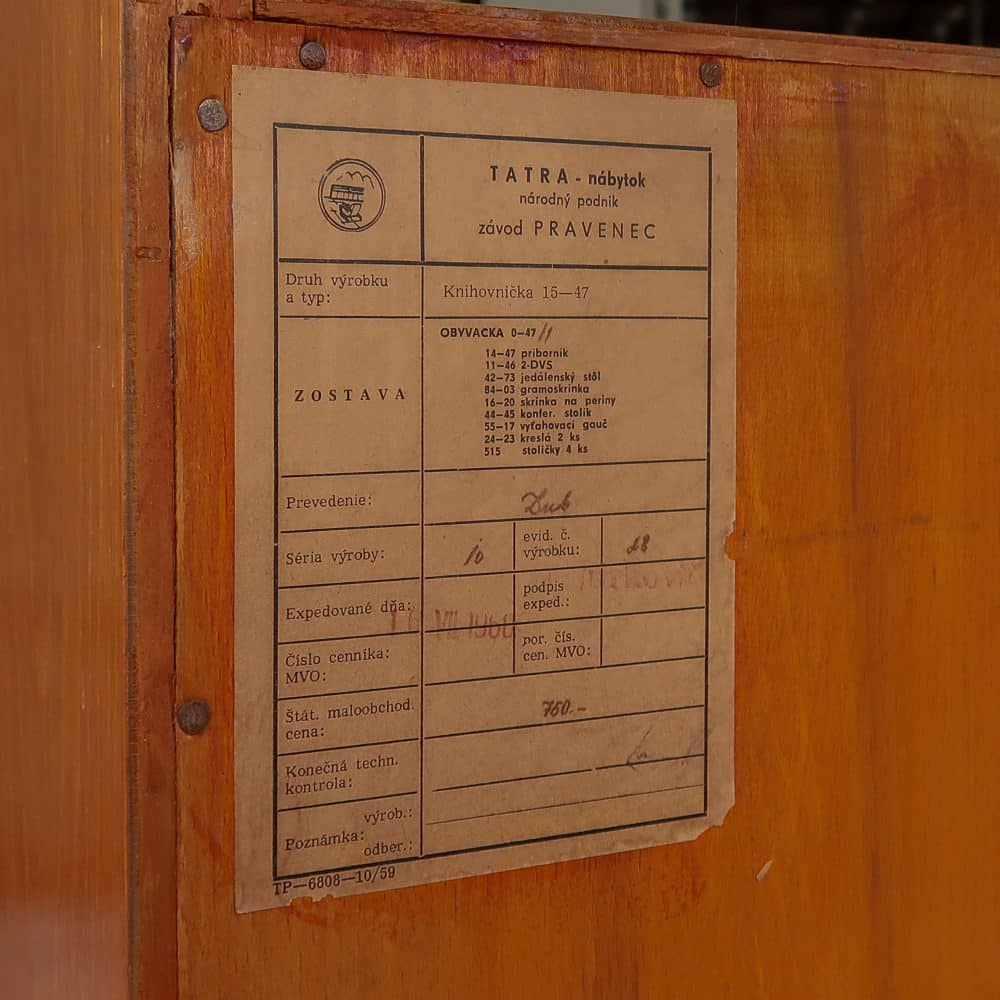 TATRA - nábytok
národný podnik
závod PRAVENEC
Druh výrobku
a typ:
Knihovnička 15—47
ZOSTAVA
OBYVACKA 0—47/1
14—47 príborník
11—46 2-DVS
42—73 jedálenský stôl
84—03 gramoskrinka
16—20 skrinka na periny
44—45 konfer. stolík
55—17 vyťahovací gauč
24—23 kreslá 2 ks
515 stoličky 4 ks
Prevedenie:
Dub
Séria výroby:
10
evid. č.
výrobku:
28
Expedované dňa:
VII. 1960
podpis
exped.:
Číslo cenníka:
MVO:
por. čís.
cen. MVO:
Štát. maloobchod.
cena:
760.-
Konečná techn.
kontrola:
Poznámka:
výrob.:
odber.:
TP—6808—10/59